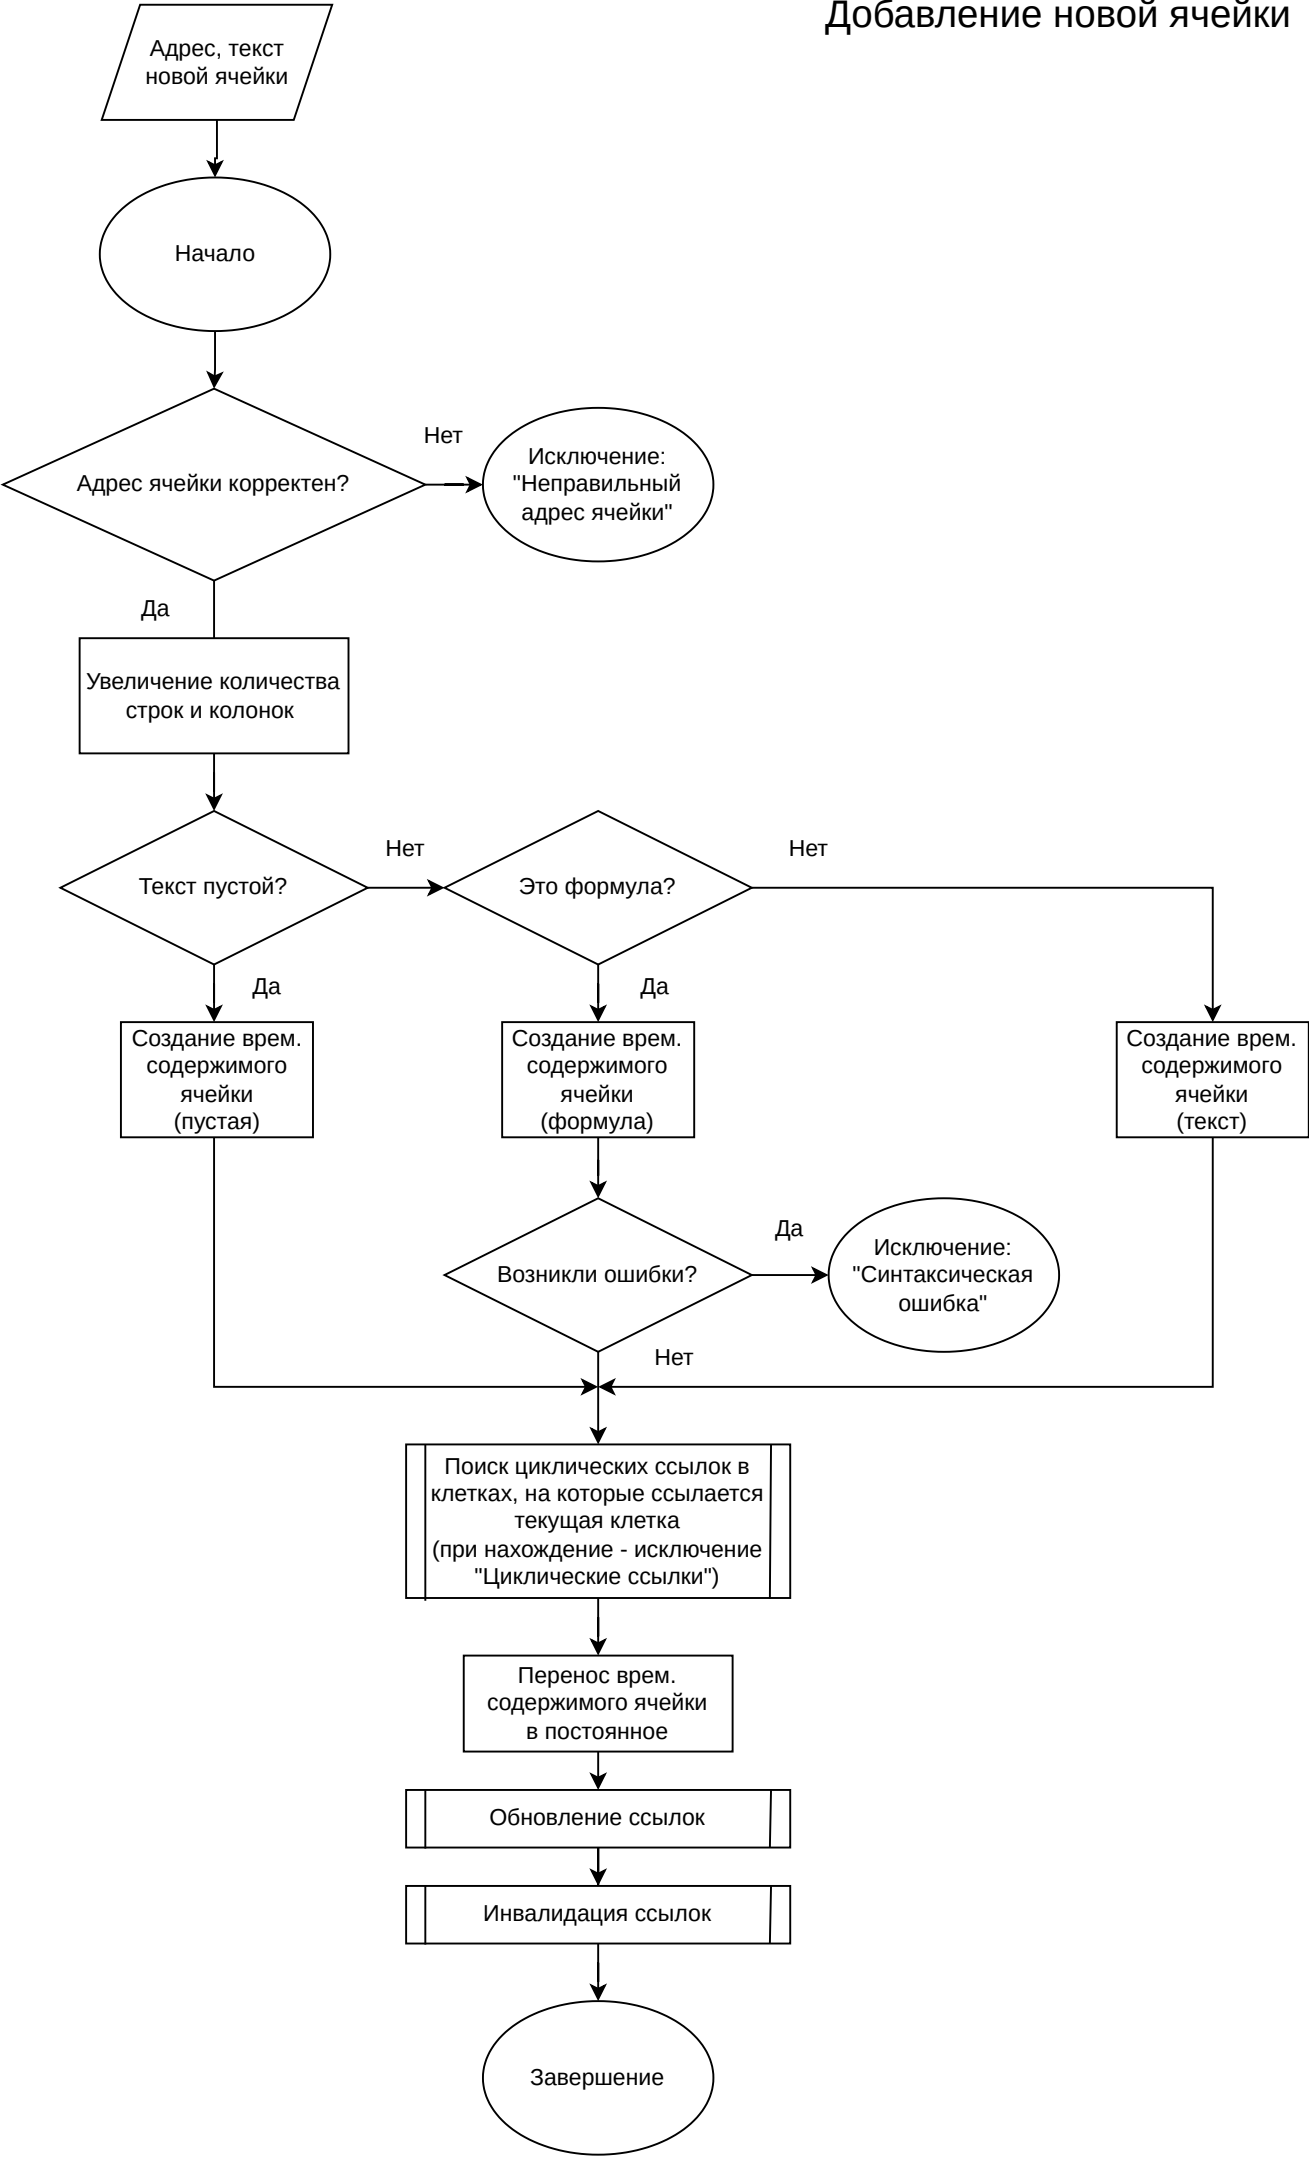 Добавление новой ячейки
Адрес, текст
новой ячейки
Начало
Адрес ячейки корректен?
Нет
Исключение:
"Неправильный
адрес ячейки"
Да
Увеличение количества
строк и колонок
Текст пустой?
Нет
Это формула?
Нет
Да
Да
Создание врем.
содержимого
ячейки
(пустая)
Создание врем.
содержимого
ячейки
(формула)
Создание врем.
содержимого
ячейки
(текст)
Возникли ошибки?
Да
Исключение:
"Синтаксическая
ошибка"
Нет
Поиск циклических ссылок в
клетках, на которые ссылается
текущая клетка
(при нахождение - исключение
"Циклические ссылки")
Перенос врем.
содержимого ячейки
в постоянное
Обновление ссылок
Инвалидация ссылок
Завершение